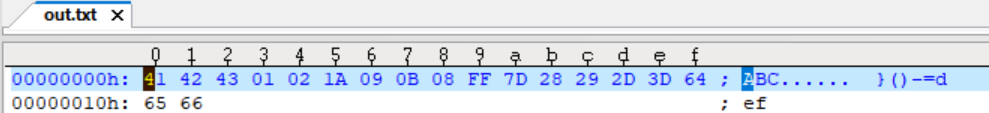 out.txt X
0 1 2 3 4 5 6 7 8 9 a b c d e f
00000000h: 41 42 43 01 02 1A 09 0B 08 FF 7D 28 29 2D 3D 64 ; ABC...... }()-=d
00000010h: 65 66 ; ef